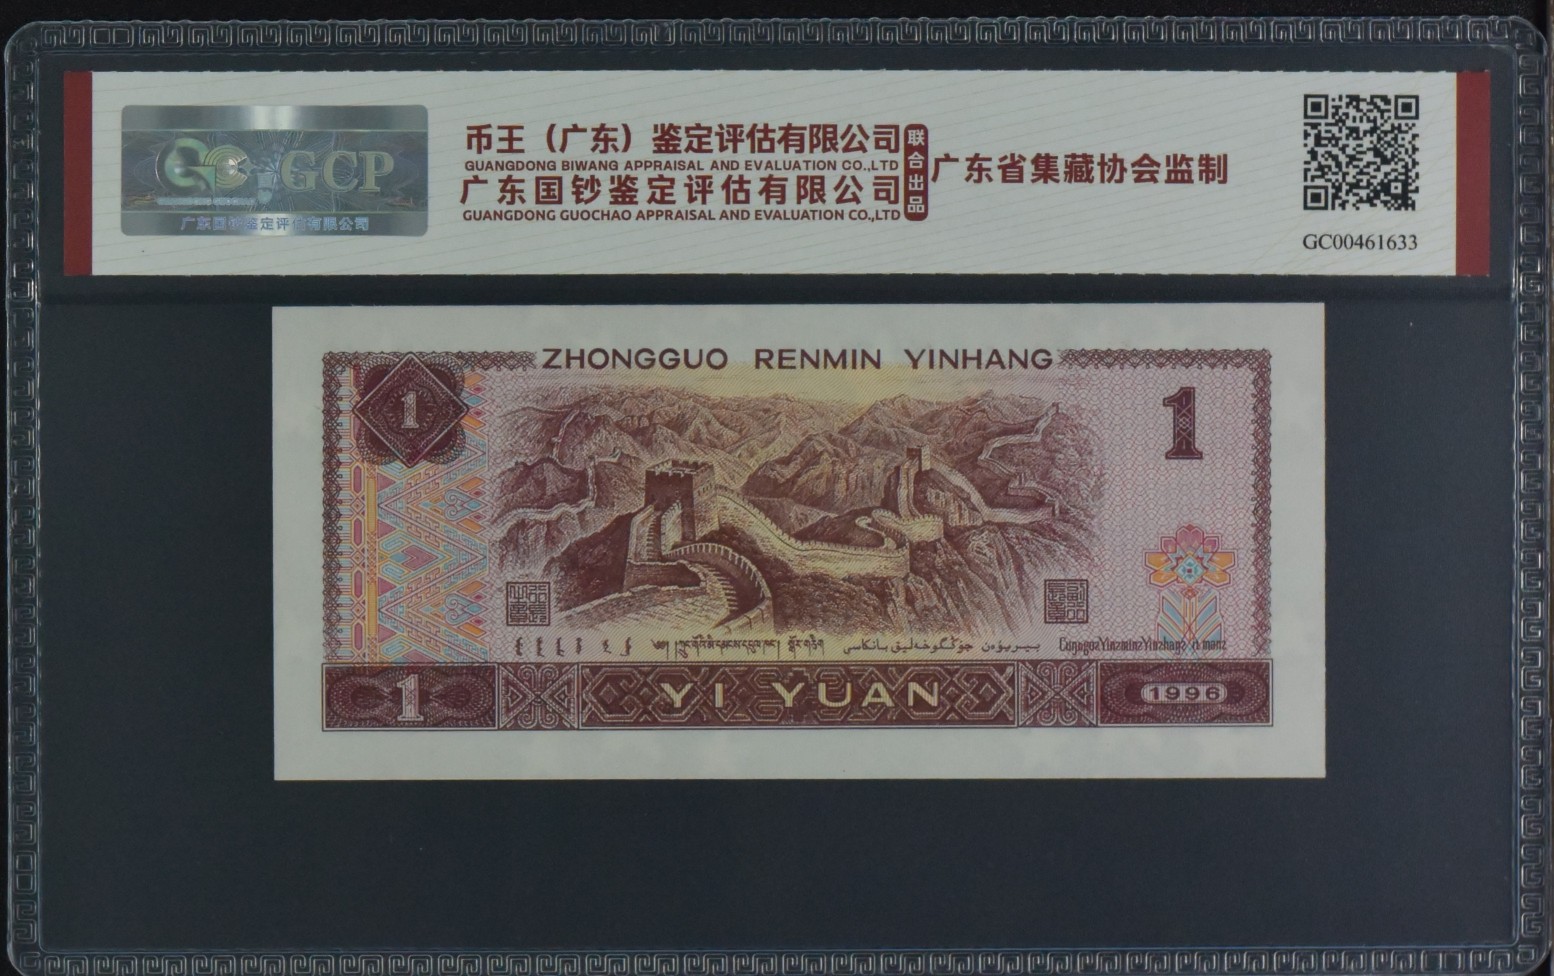 GCP
广东国钞鉴定评估有限公司
币王（广东）鉴定评估有限公司
GUANGDONG BIWANG APPRAISAL AND EVALUATION CO.,LTD
广东国钞鉴定评估有限公司
GUANGDONG GUOCHAO APPRAISAL AND EVALUATION CO.,LTD
联合出品
广东省集藏协会监制
GC00461633
ZHONGGUO RENMIN YINHANG
1
1
1
YI YUAN
1996